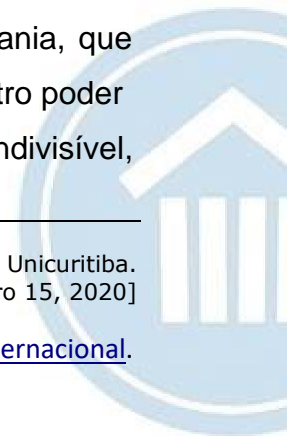 ania, que
tro poder
ndivisível,
Unicuritiba.
ro 15, 2020]
ernacional.